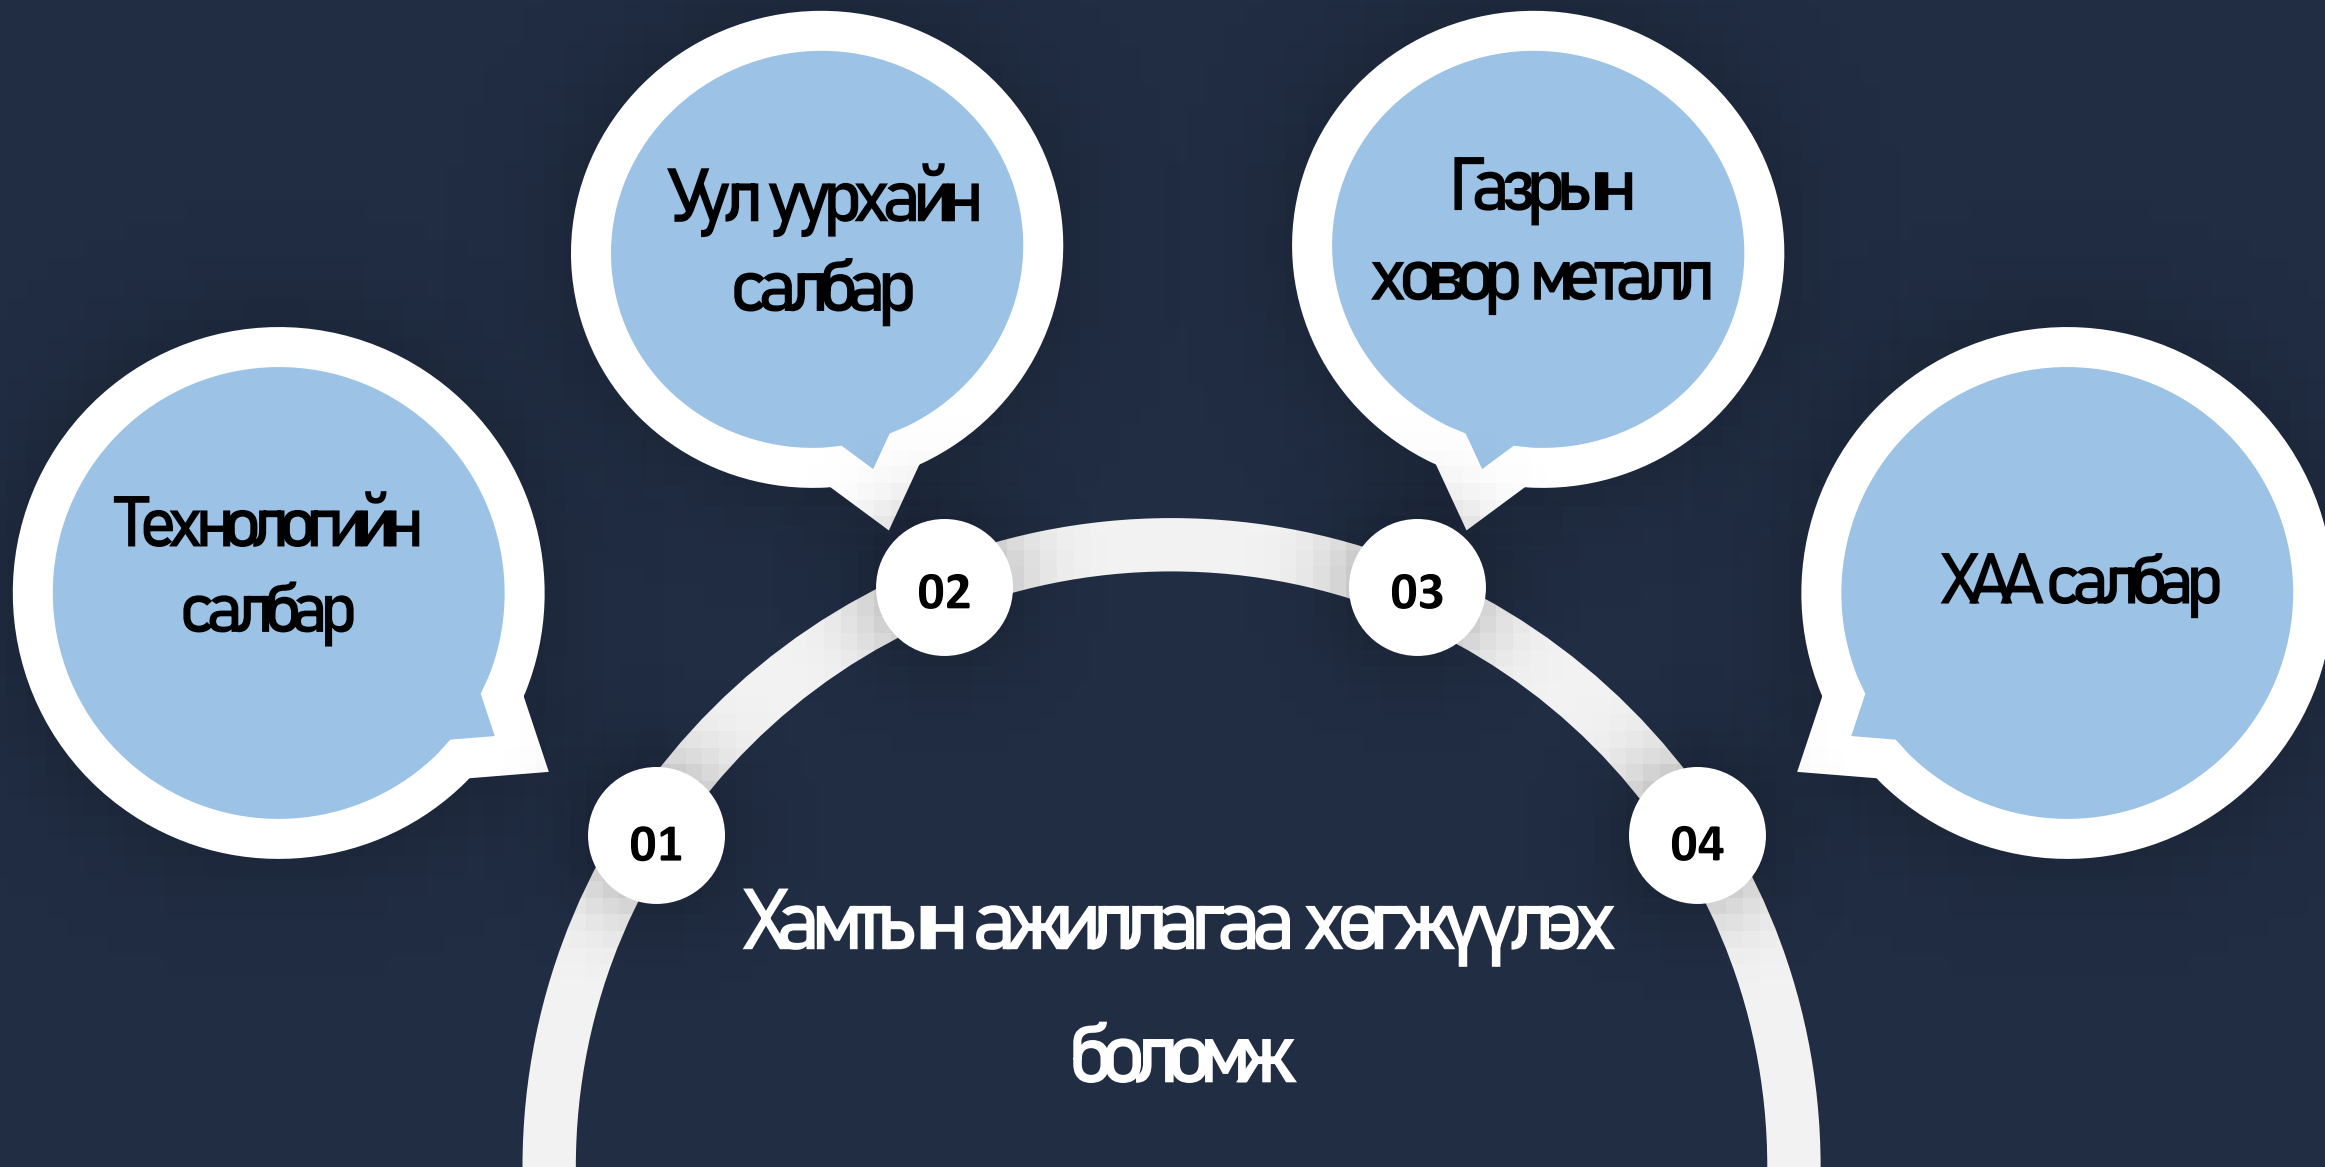 Технологийн
салбар
01
Уул уурхайн
салбар
02
Газрын
ховор металл
03
ХАА салбар
04
Хамтын ажиллагаа хөгжүүлэх
боломж